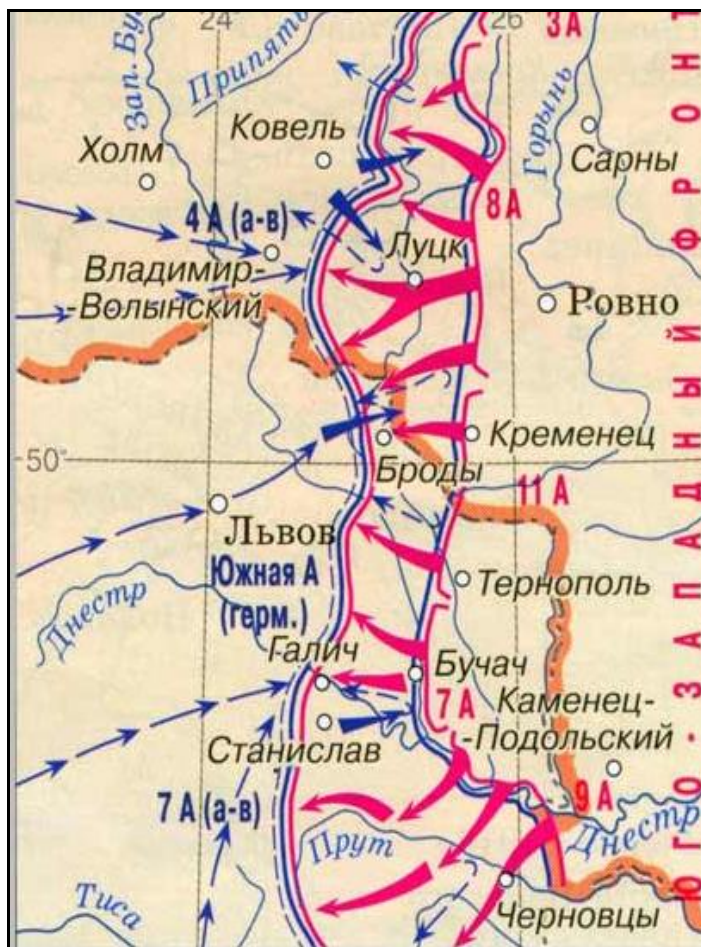 24°
26
3А
Зап. Буг
Припять
Ковель
Горынь
Холм
Сарны
4 А (а-в)
8 А
Луцк
Владимир-
-Волынский
Ровно
50°
Броды
Кременец
11 А
Львов
Южная А
(герм.)
Тернополь
Днестр
Галич
Бучач
7 А
Каменец-
-Подольский
Станислав
7 А (а-в)
9 А
Днестр
Прут
Тиса
Черновцы
ЮГО-ЗАПАДНЫЙ ФРОНТ